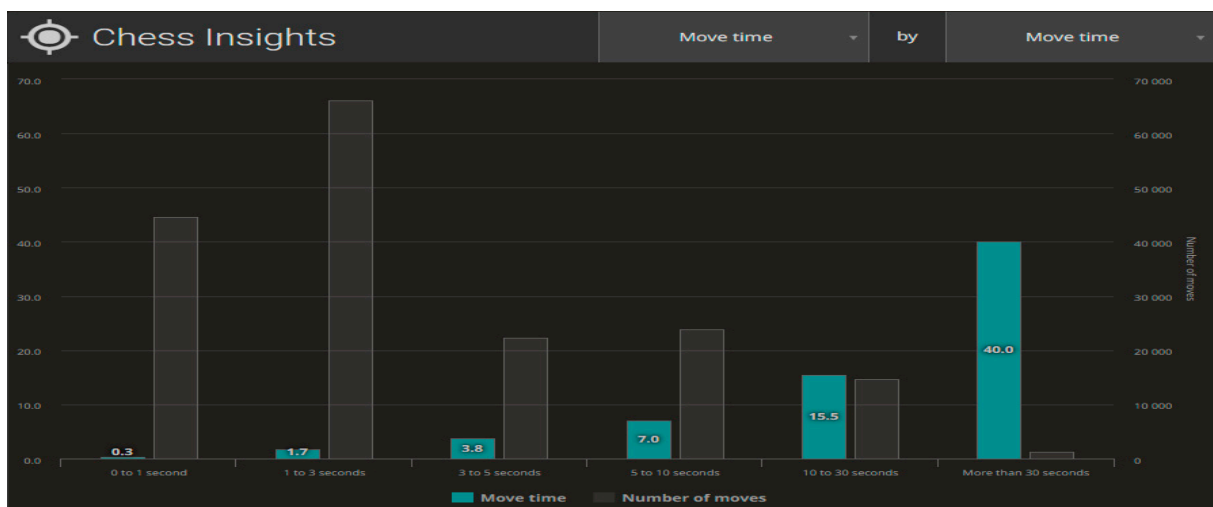 Chess Insights Move time by Move time
70.0 70 000
60.0 60 000
50.0 50 000
40.0 40 000
Number of moves
30.0 30 000
40.0
20.0 20 000
15.5
10.0 10 000
7.0
3.8
0.3 1.7
0.0 0
0 to 1 second 1 to 3 seconds 3 to 5 seconds 5 to 10 seconds 10 to 30 seconds More than 30 seconds
Move time Number of moves